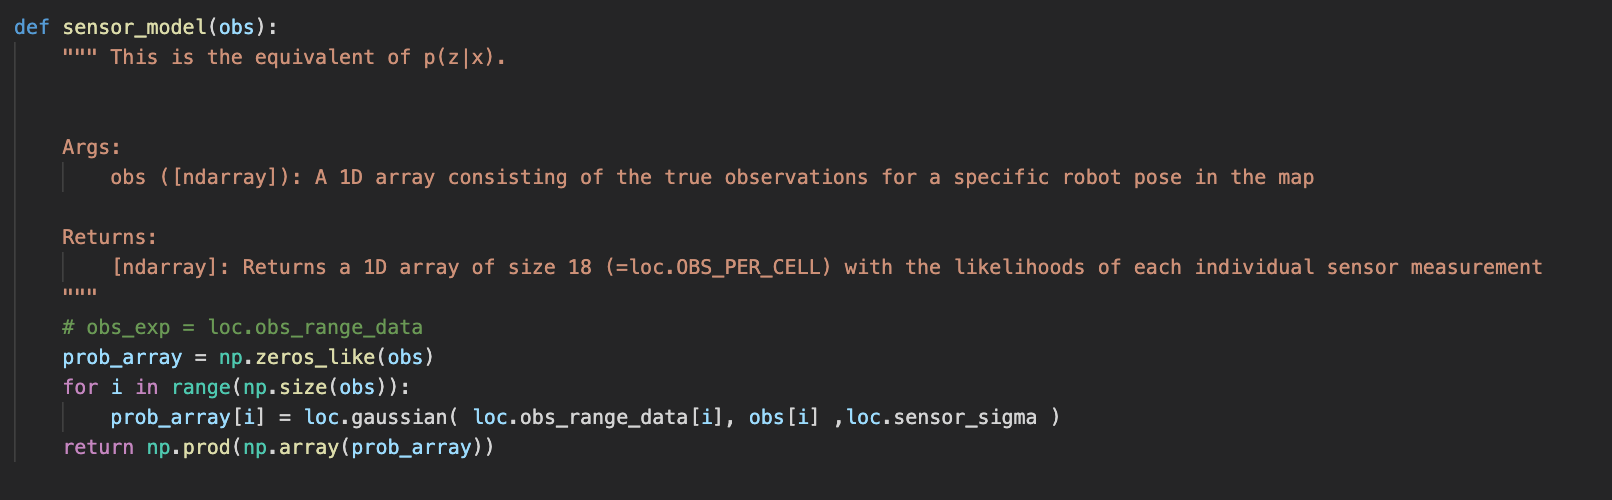 def sensor_model(obs):
    """ This is the equivalent of p(z|x).
    Args:
        obs ([ndarray]): A 1D array consisting of the true observations for a specific robot pose in the map
    Returns:
        [ndarray]: Returns a 1D array of size 18 (=loc.OBS_PER_CELL) with the likelihoods of each individual sensor measurement
    """
    # obs_exp = loc.obs_range_data
    prob_array = np.zeros_like(obs)
    for i in range(np.size(obs)):
        prob_array[i] = loc.gaussian( loc.obs_range_data[i], obs[i] ,loc.sensor_sigma )
    return np.prod(np.array(prob_array))